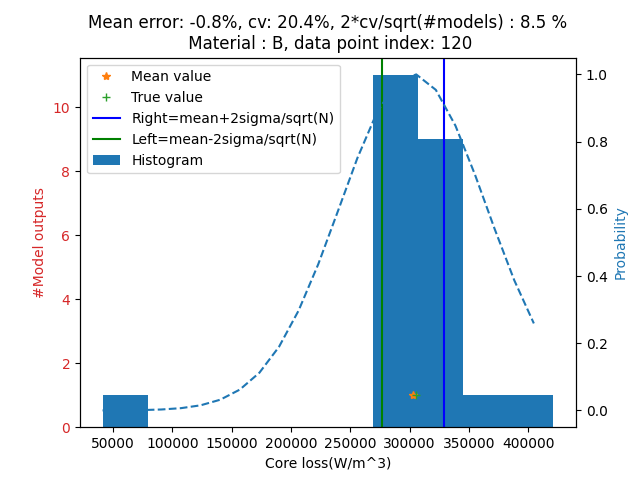 Mean error: -0.8%, cv: 20.4%, 2*cv/sqrt(#models) : 8.5 %
Material : B, data point index: 120
Mean value
True value
Right=mean+2sigma/sqrt(N)
Left=mean-2sigma/sqrt(N)
Histogram
#Model outputs
10
8
6
4
2
0
1.0
0.8
0.6
0.4
0.2
0.0
Probability
50000 100000 150000 200000 250000 300000 350000 400000
Core loss(W/m^3)